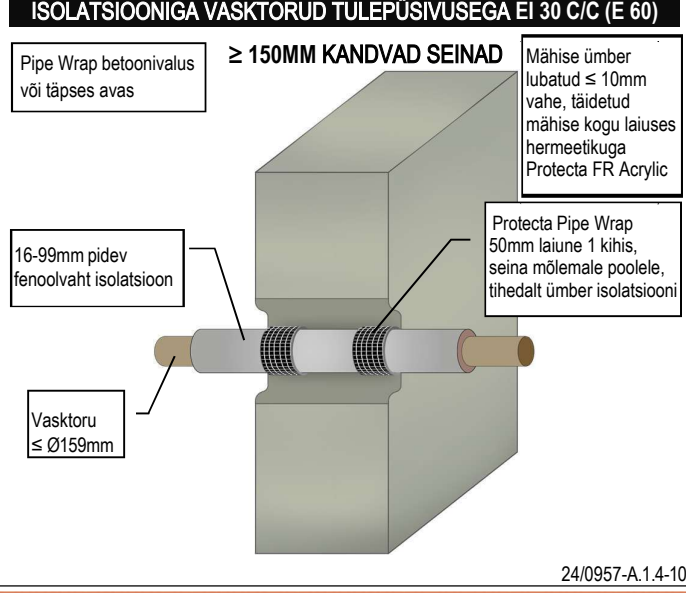 ISOLATSIOONIGA VASKTORUD TULEPÜSIVUSEGA EI 30 C/C (E 60)
Pipe Wrap betoonivalus
või täpses avas
≥ 150MM KANDVAD SEINAD
Mähise ümber
lubatud ≤ 10mm
vahe, täidetud
mähise kogu laiuses
hermeetikuga
Protecta FR Acrylic
16-99mm pidev
fenoolvaht isolatsioon
Protecta Pipe Wrap
50mm laiune 1 kihis,
seina mõlemale poolele,
tihedalt ümber isolatsiooni
Vasktoru
≤ Ø159mm
24/0957-A.1.4-10